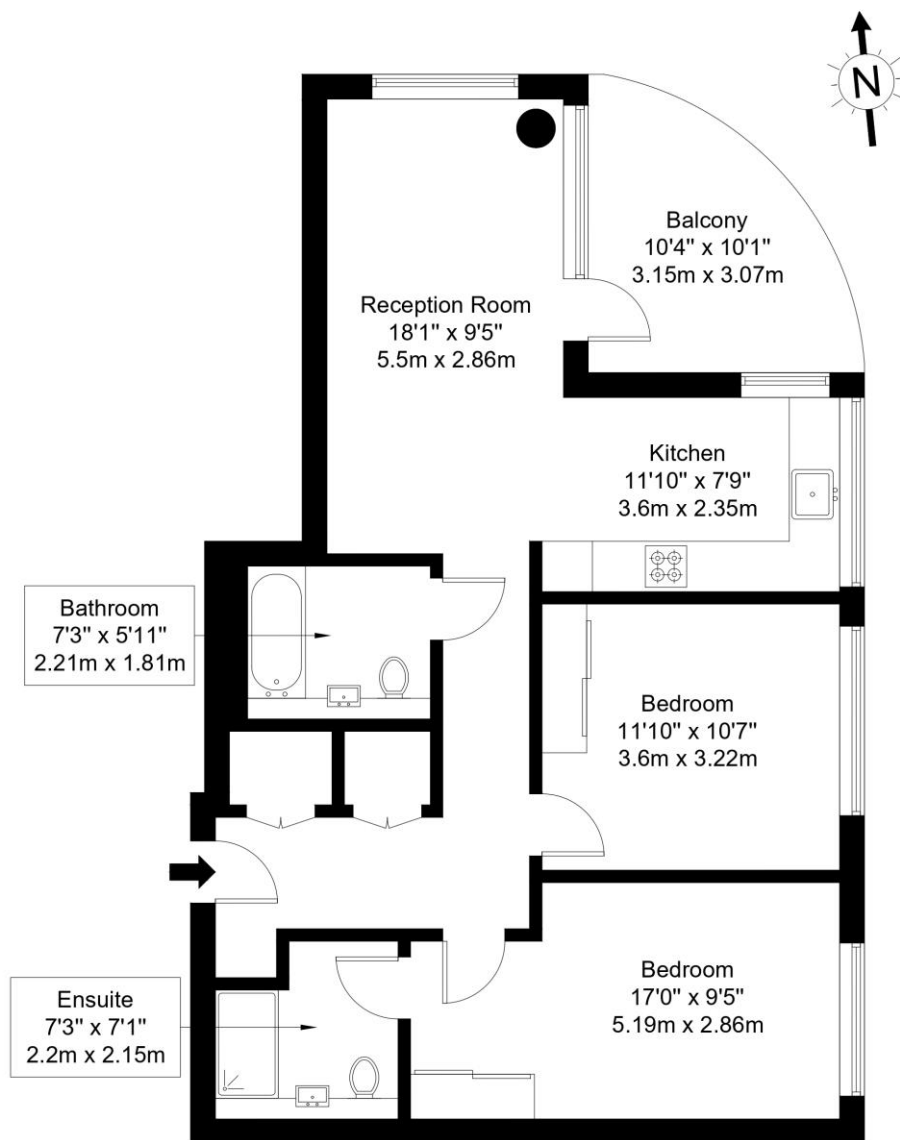 N
Balcony
10'4" x 10'1"
3.15m x 3.07m
Reception Room
18'1" x 9'5"
5.5m x 2.86m
Kitchen
11'10" x 7'9"
3.6m x 2.35m
Bathroom
7'3" x 5'11"
2.21m x 1.81m
Bedroom
11'10" x 10'7"
3.6m x 3.22m
Bedroom
17'0" x 9'5"
5.19m x 2.86m
Ensuite
7'3" x 7'1"
2.2m x 2.15m